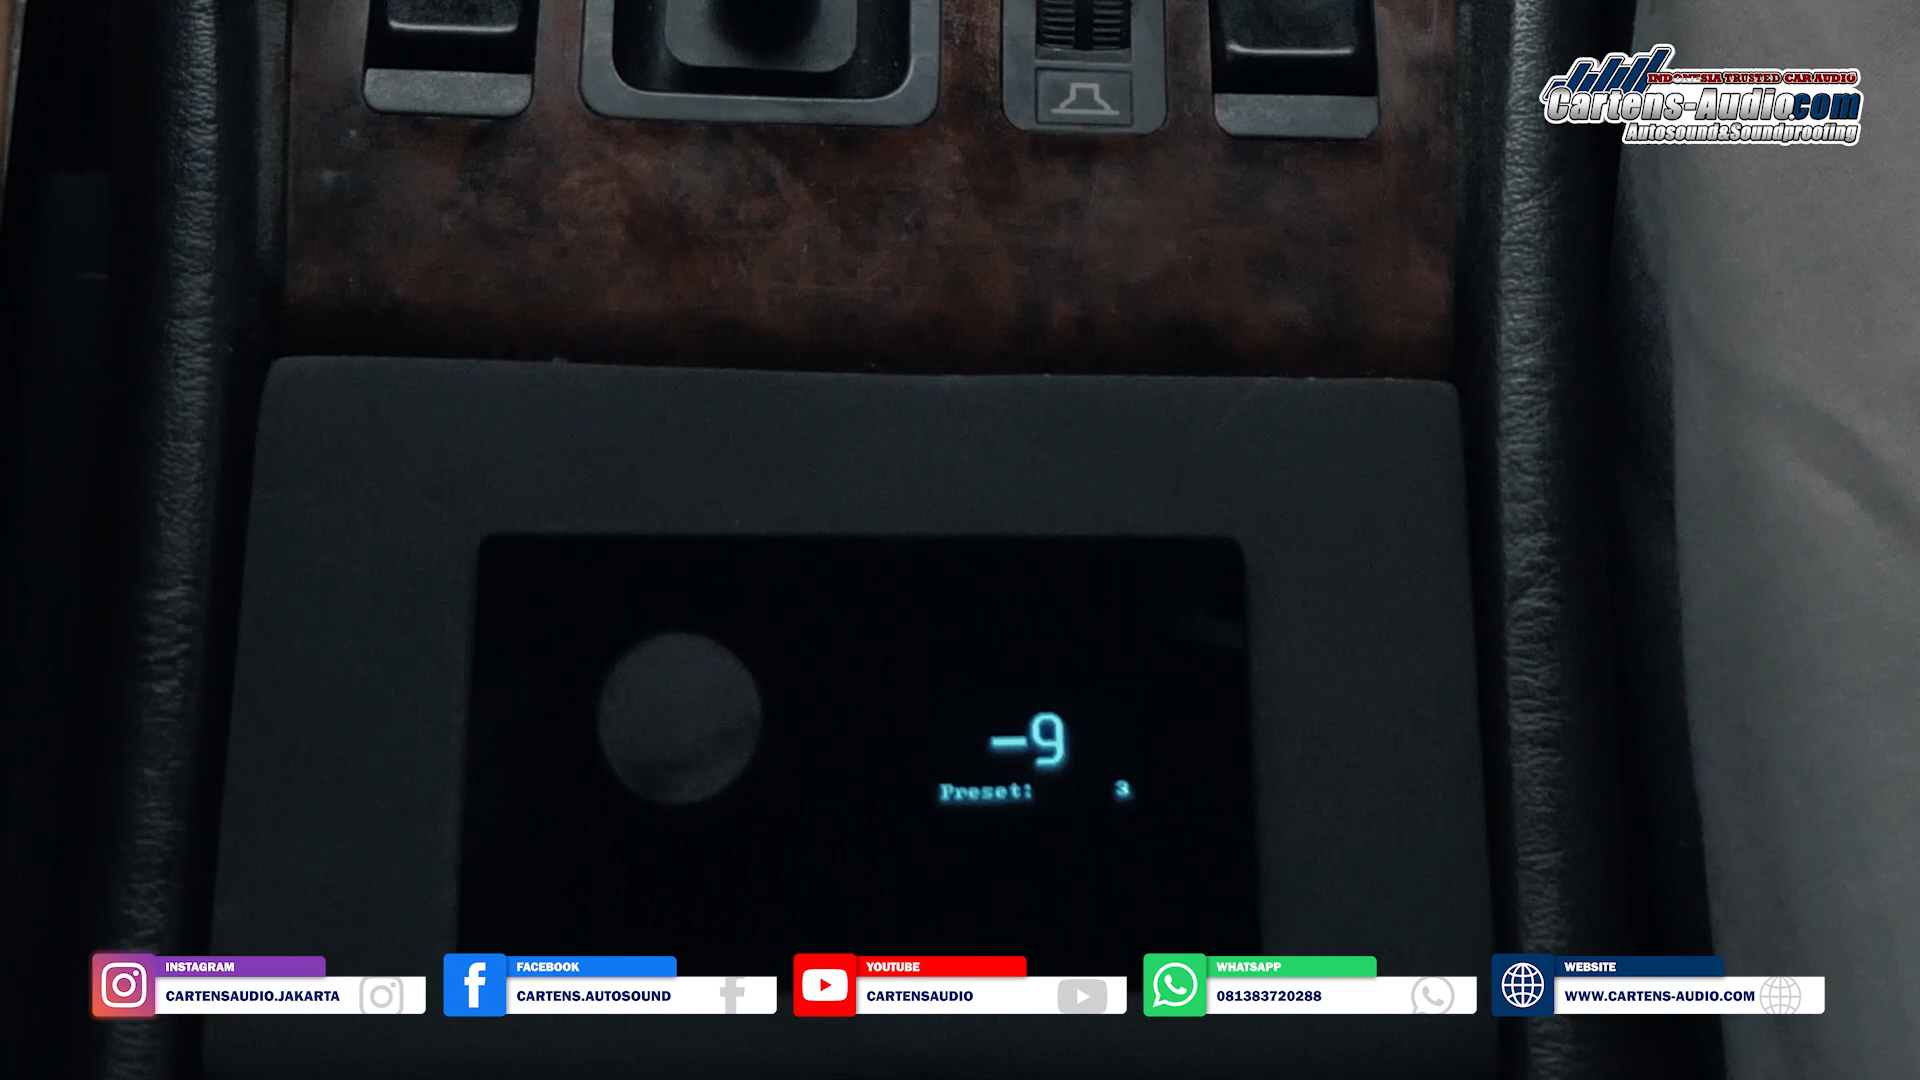 INDONESIA TRUSTED CAR AUDIO
Cartens-Audio.com
Autosound&Soundproofing
-9
Preset: 3
INSTAGRAM
CARTENSAUDIO.JAKARTA
FACEBOOK
CARTENS.AUTOSOUND
YOUTUBE
CARTENSAUDIO
WHATSAPP
081383720288
WEBSITE
WWW.CARTENS-AUDIO.COM